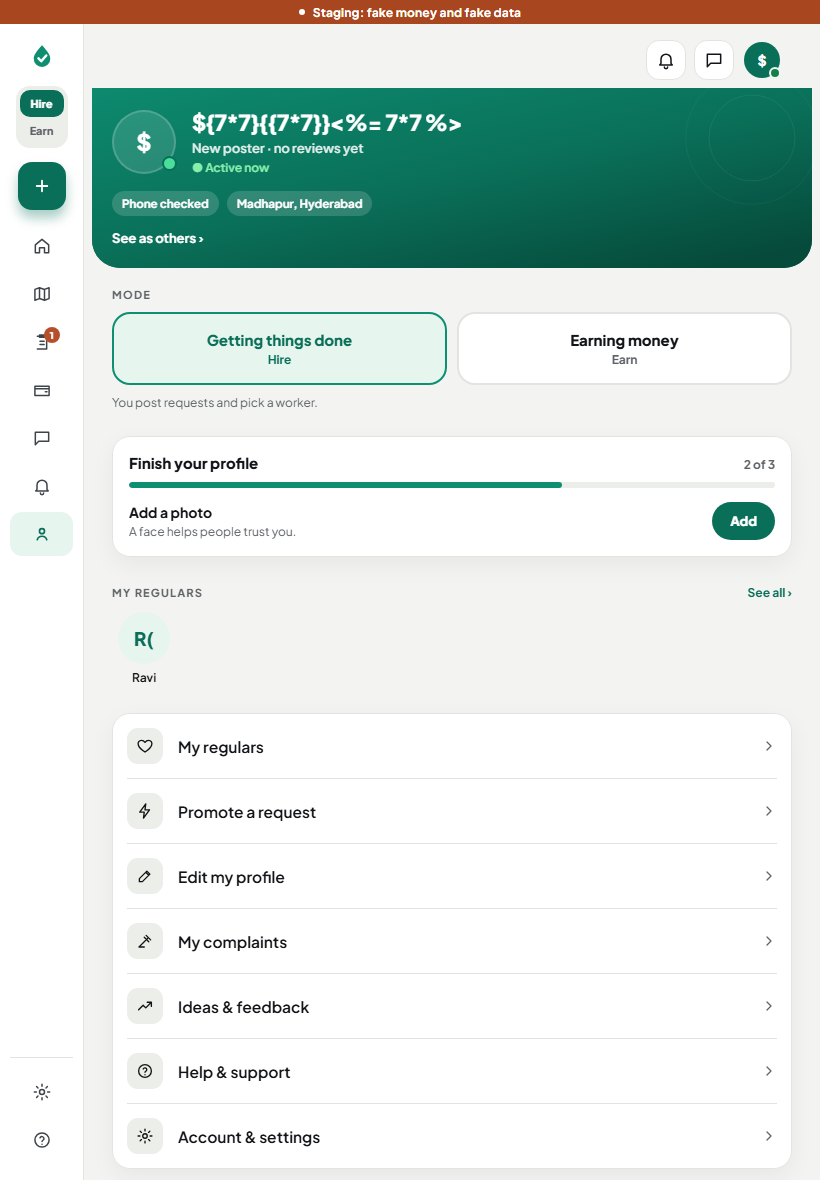 Staging: fake money and fake data
Hire
Earn
$
1
$
${7*7}{{7*7}}<%= 7*7 %>
New poster · no reviews yet
Active now
Phone checked
Madhapur, Hyderabad
See as others ›
MODE
Getting things done
Hire
Earning money
Earn
You post requests and pick a worker.
Finish your profile
2 of 3
Add a photo
A face helps people trust you.
Add
MY REGULARS
See all ›
R(
Ravi
My regulars
Promote a request
Edit my profile
My complaints
Ideas & feedback
Help & support
Account & settings